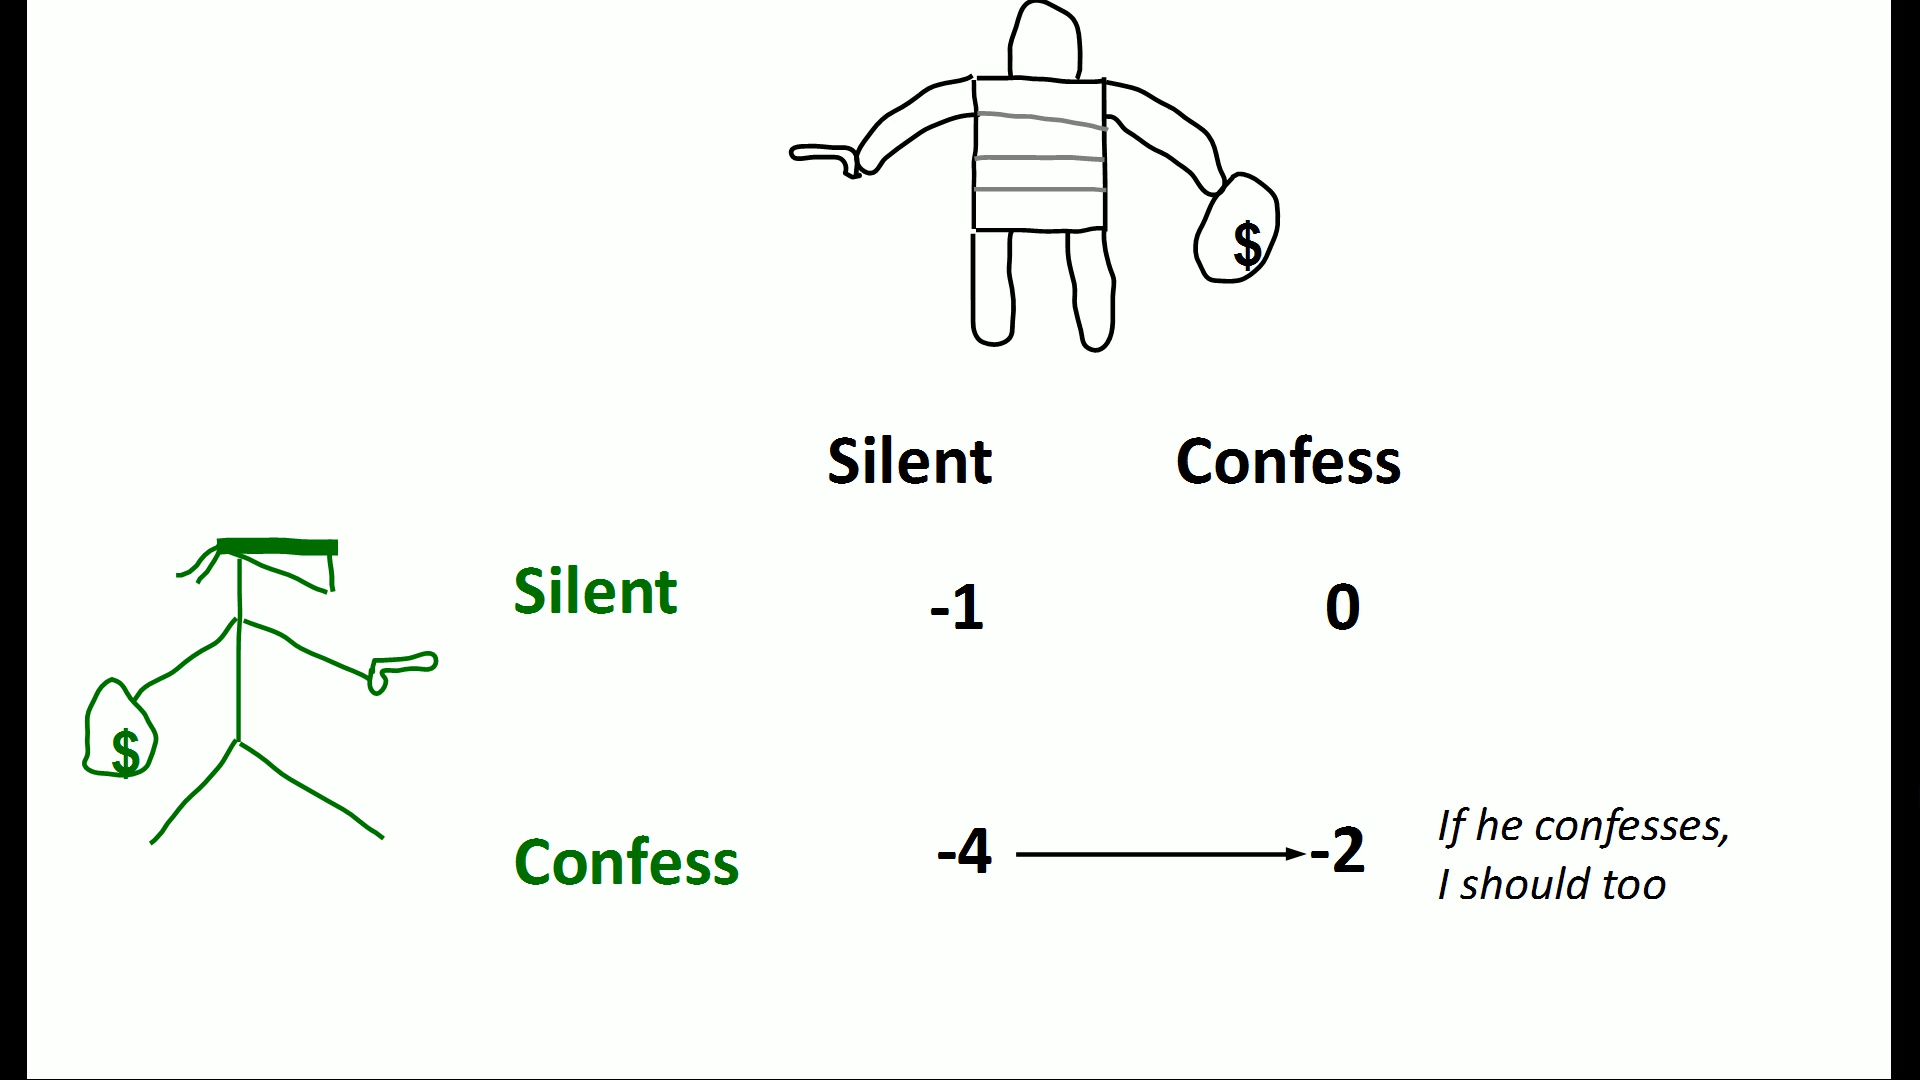 $
Silent Confess
Silent -1 0
$
Confess -4 -2
If he confesses,
I should too